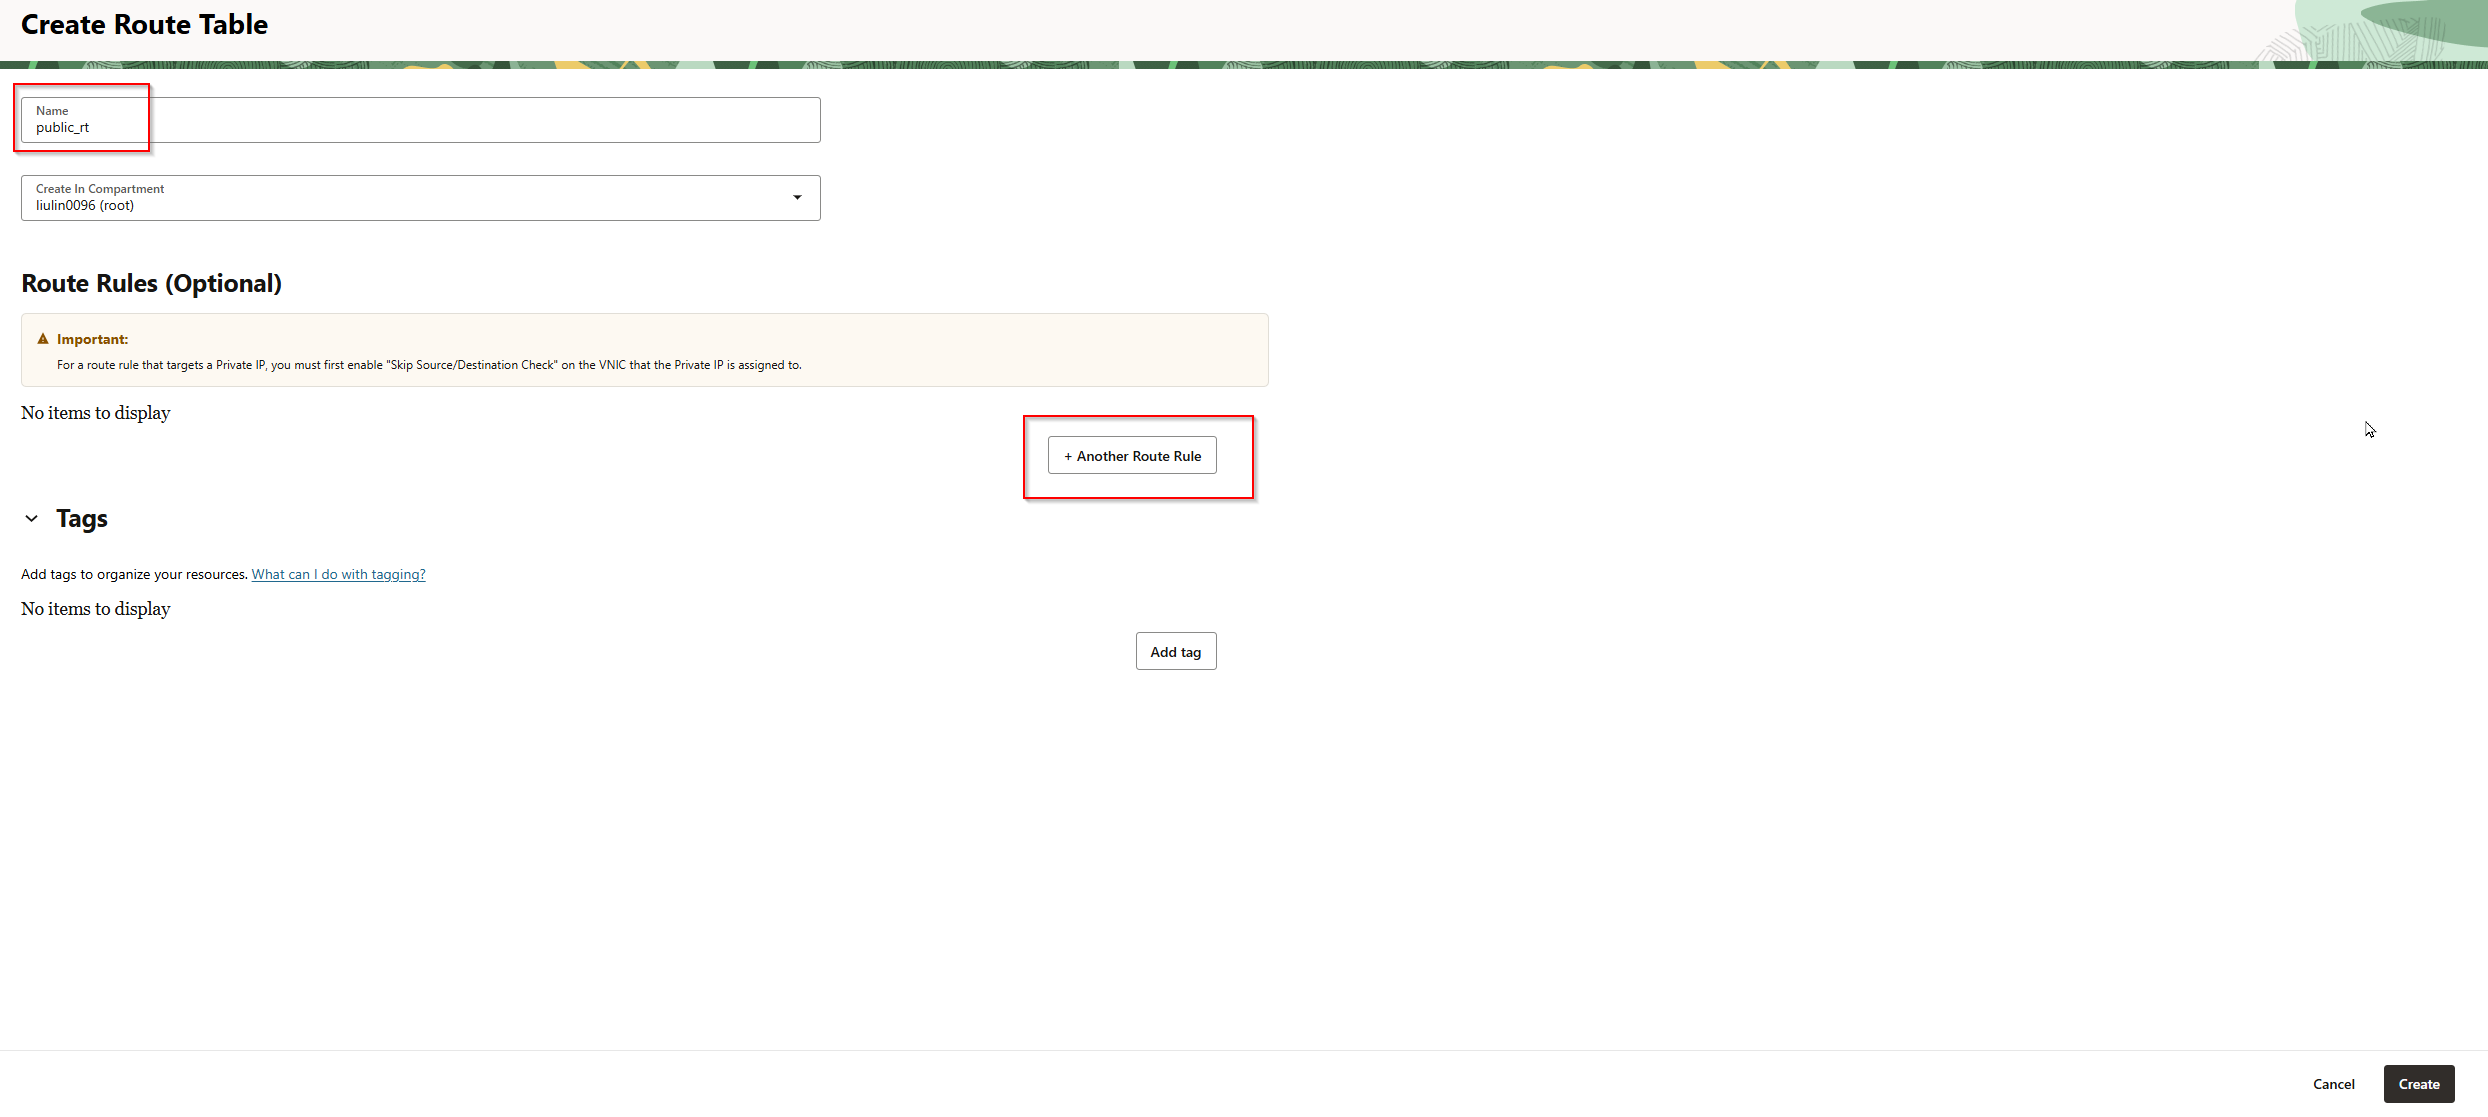 Create Route Table
Name
public_rt
Create In Compartment
liulin0096 (root)
Route Rules (Optional)
Important:
For a route rule that targets a Private IP, you must first enable "Skip Source/Destination Check" on the VNIC that the Private IP is assigned to.
No items to display
+ Another Route Rule
Tags
Add tags to organize your resources. What can I do with tagging?
No items to display
Add tag
Cancel
Create